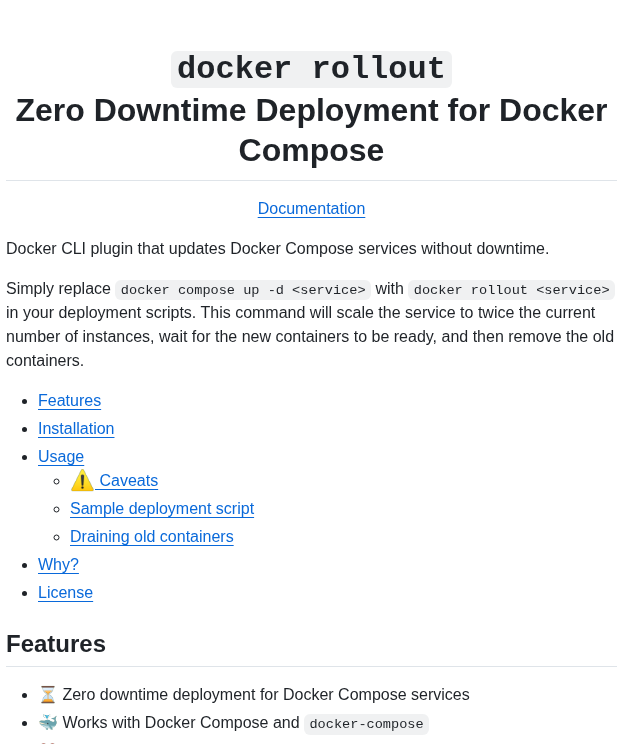 docker rollout
Zero Downtime Deployment for Docker
Compose
Documentation
Docker CLI plugin that updates Docker Compose services without downtime.
Simply replace docker compose up -d <service> with docker rollout <service>
in your deployment scripts. This command will scale the service to twice the current
number of instances, wait for the new containers to be ready, and then remove the old
containers.
• Features
• Installation
• Usage
◦ ⚠️ Caveats
◦ Sample deployment script
◦ Draining old containers
• Why?
• License
Features
• ⏳ Zero downtime deployment for Docker Compose services
• 🐳 Works with Docker Compose and docker-compose